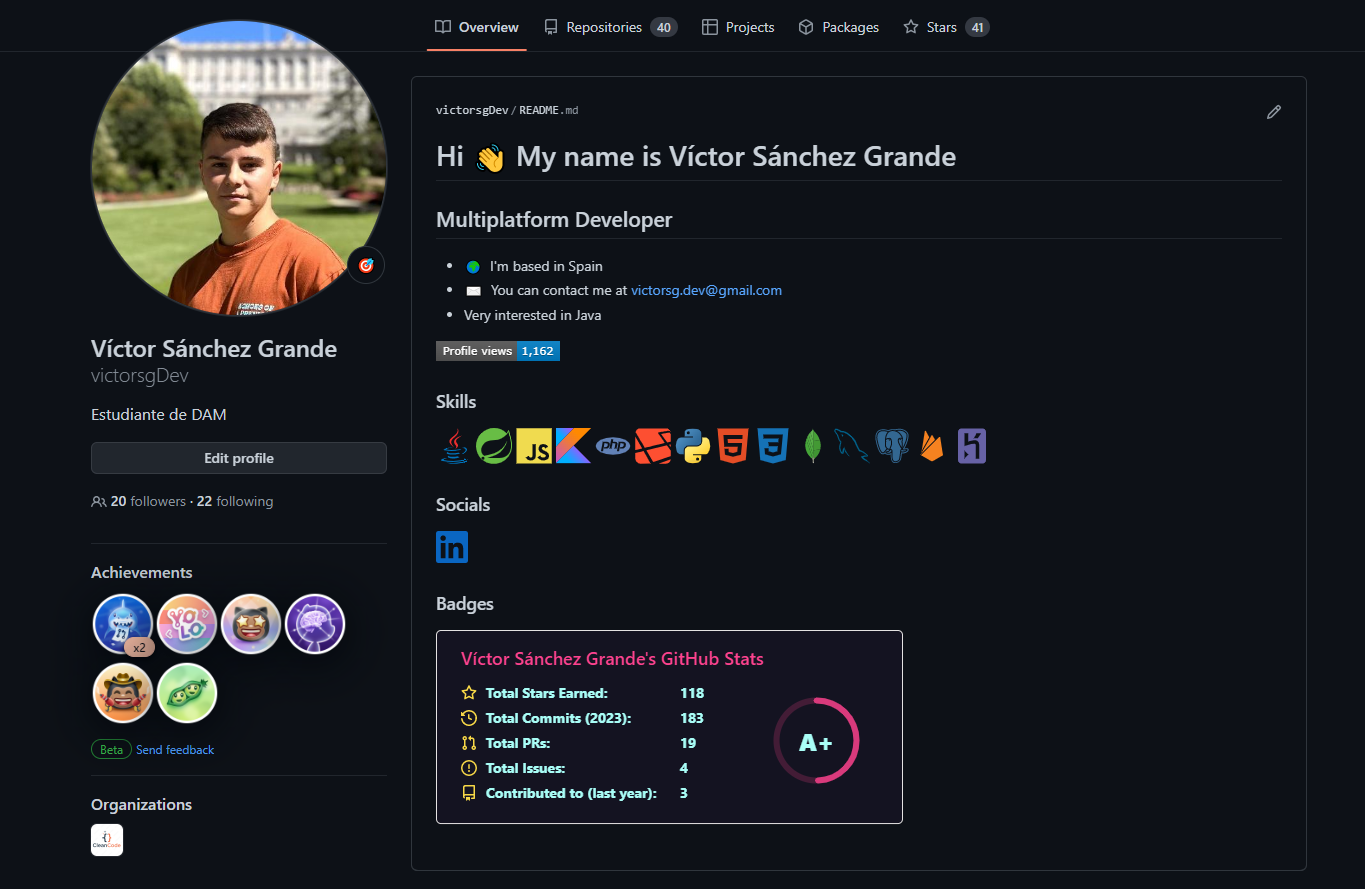 Overview Repositories 40 Projects Packages Stars 41
Víctor Sánchez Grande
victorsgDev
Estudiante de DAM
Edit profile
20 followers · 22 following
Achievements
x2
YOLO
Beta Send feedback
Organizations
{}
CleanCode
victorsgDev/README.md
Hi 👋 My name is Víctor Sánchez Grande
Multiplatform Developer
I'm based in Spain
You can contact me at victorsg.dev@gmail.com
Very interested in Java
Profile views 1,162
Skills
JS php 5 3
Socials
in
Badges
Víctor Sánchez Grande's GitHub Stats
Total Stars Earned: 118
Total Commits (2023): 183
Total PRs: 19
Total Issues: 4
Contributed to (last year): 3
A+